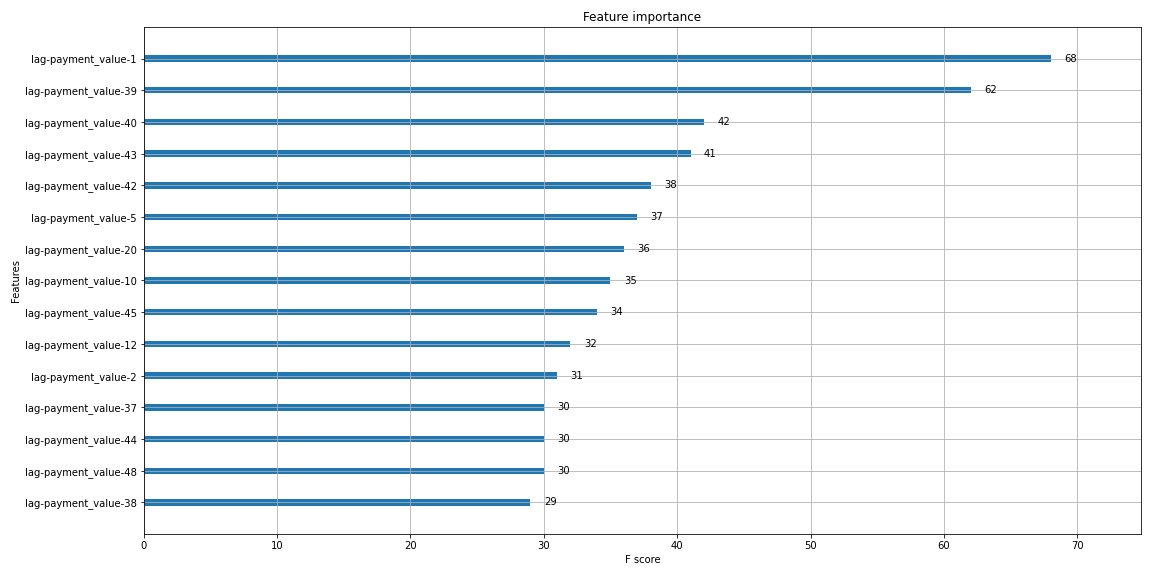 Feature importance
Features
lag-payment_value-1 68
lag-payment_value-39 62
lag-payment_value-40 42
lag-payment_value-43 41
lag-payment_value-42 38
lag-payment_value-5 37
lag-payment_value-20 36
lag-payment_value-10 35
lag-payment_value-45 34
lag-payment_value-12 32
lag-payment_value-2 31
lag-payment_value-37 30
lag-payment_value-44 30
lag-payment_value-48 30
lag-payment_value-38 29
0 10 20 30 40 50 60 70
F score